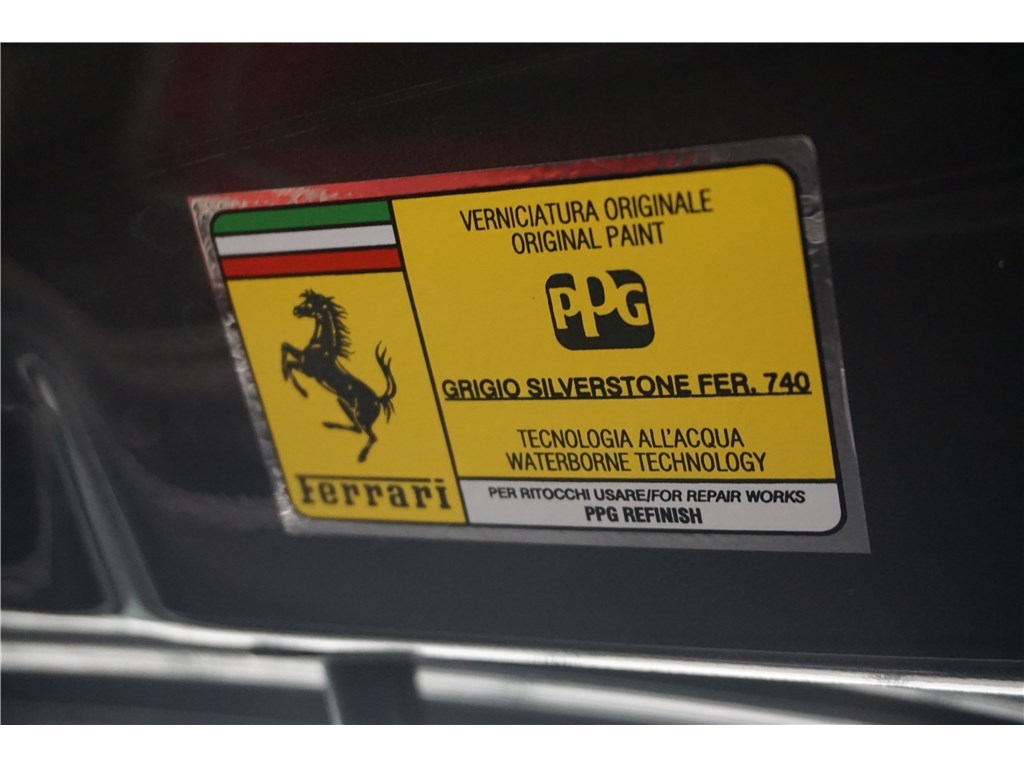 VERNICIATURA ORIGINALE
ORIGINAL PAINT
PPG
GRIGIO SILVERSTONE FER. 740
TECNOLOGIA ALL'ACQUA
WATERBORNE TECHNOLOGY
PER RITOCCHI USARE/FOR REPAIR WORKS
PPG REFINISH
Ferrari